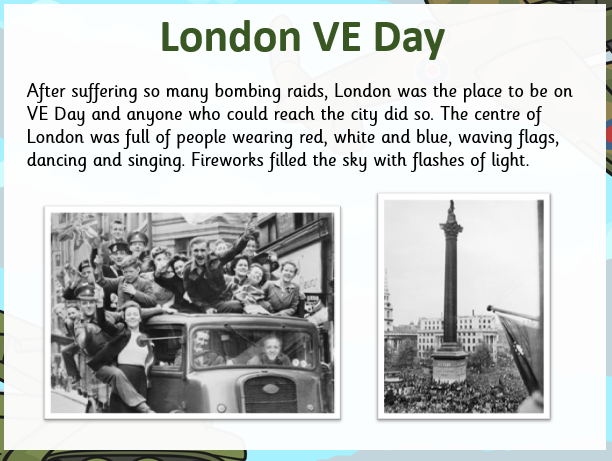 London VE Day
After suffering so many bombing raids, London was the place to be on
VE Day and anyone who could reach the city did so. The centre of
London was full of people wearing red, white and blue, waving flags,
dancing and singing. Fireworks filled the sky with flashes of light.